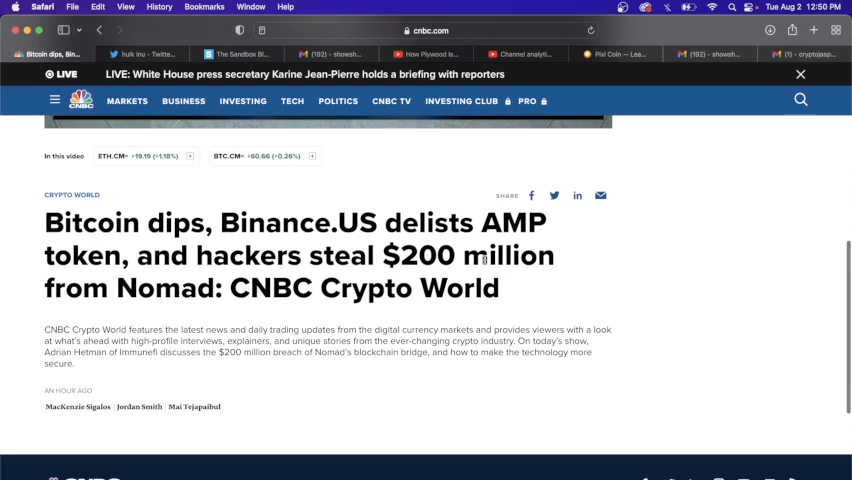 Safari File Edit View History Bookmarks Window Help Tue Aug 2 12:50 PM
cnbc.com
Bitcoin dips, Bin... hulk inu - Twitte... The Sandbox Bl... (192) – showsh... How Plywood Is... Channel analyti... Pixl Coin — Lea... (192) – showsh... (1) – cryptojasp...
LIVE LIVE: White House press secretary Karine Jean-Pierre holds a briefing with reporters
CNBC MARKETS BUSINESS INVESTING TECH POLITICS CNBC TV INVESTING CLUB PRO
In this video ETH.CM= +19.19 (+1.18%) BTC.CM= +60.66 (+0.26%)
CRYPTO WORLD SHARE
Bitcoin dips, Binance.US delists AMP
token, and hackers steal $200 million
from Nomad: CNBC Crypto World
CNBC Crypto World features the latest news and daily trading updates from the digital currency markets and provides viewers with a look
at what's ahead with high-profile interviews, explainers, and unique stories from the ever-changing crypto industry. On today's show,
Adrian Hetman of Immunefi discusses the $200 million breach of Nomad's blockchain bridge, and how to make the technology more
secure.
AN HOUR AGO
MacKenzie Sigalos | Jordan Smith | Mai Tejapaibul